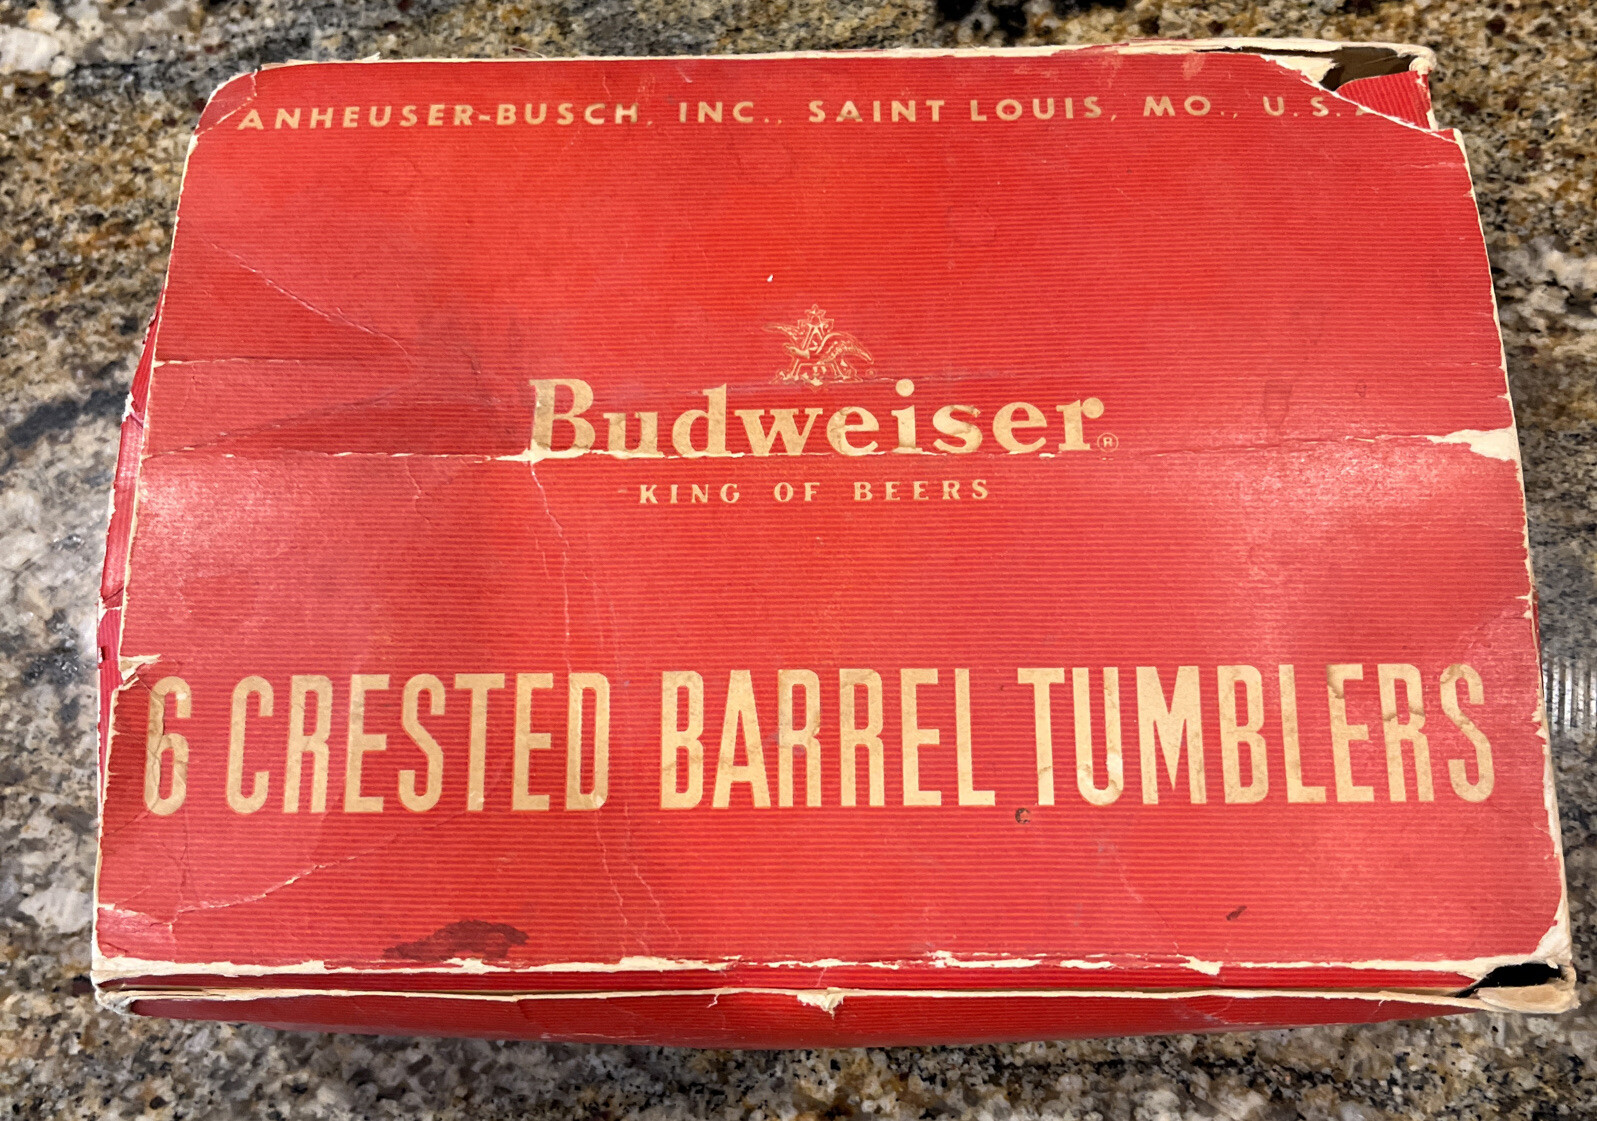 ANHEUSER-BUSCH, INC., SAINT LOUIS, MO., U.S.
Budweiser®
KING OF BEERS
6 CRESTED BARREL TUMBLERS